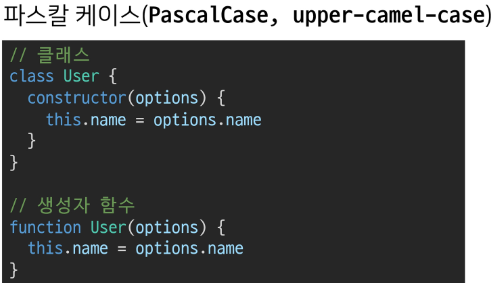 파스칼 케이스(PascalCase, upper-camel-case)
// 클래스
class User {
  constructor(options) {
    this.name = options.name
  }
}

// 생성자 함수
function User(options) {
  this.name = options.name
}